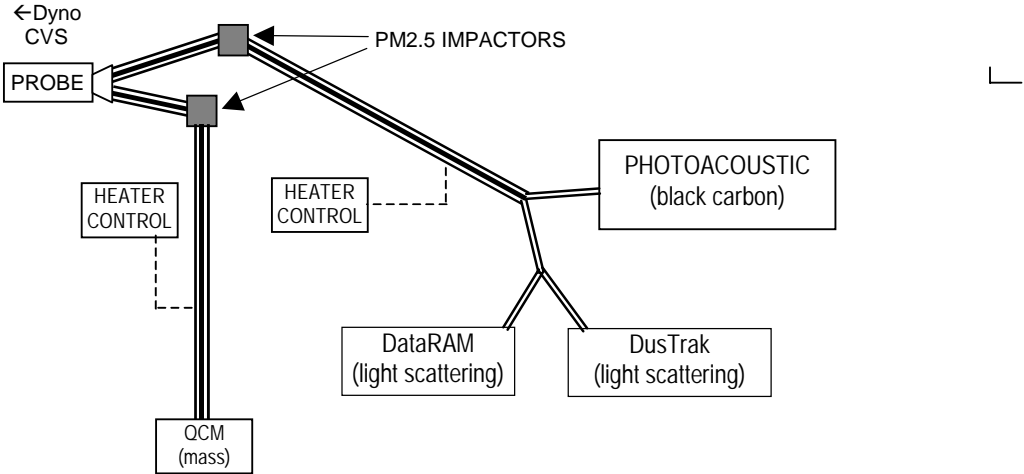 ←Dyno
CVS
PROBE
PM2.5 IMPACTORS
HEATER
CONTROL
HEATER
CONTROL
PHOTOACOUSTIC
(black carbon)
DataRAM
(light scattering)
DusTrak
(light scattering)
QCM
(mass)